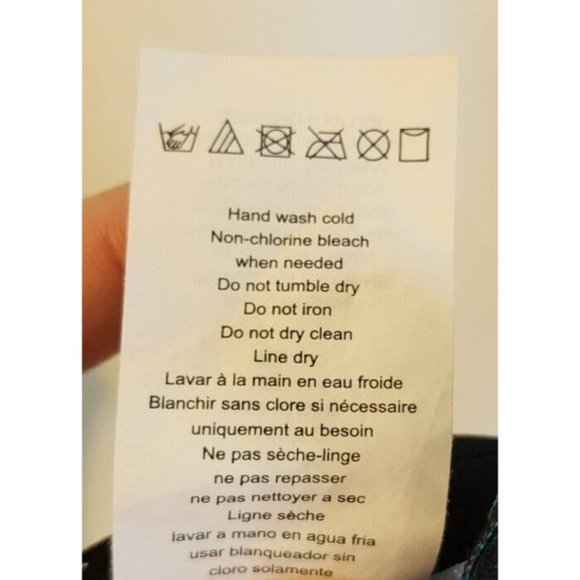 Hand wash cold
Non-chlorine bleach
when needed
Do not tumble dry
Do not iron
Do not dry clean
Line dry
Lavar à la main en eau froide
Blanchir sans clore si nécessaire
uniquement au besoin
Ne pas sèche-linge
ne pas repasser
ne pas nettoyer a sec
Ligne sèche
lavar a mano en agua fria
usar blanqueador sin
cloro solamente